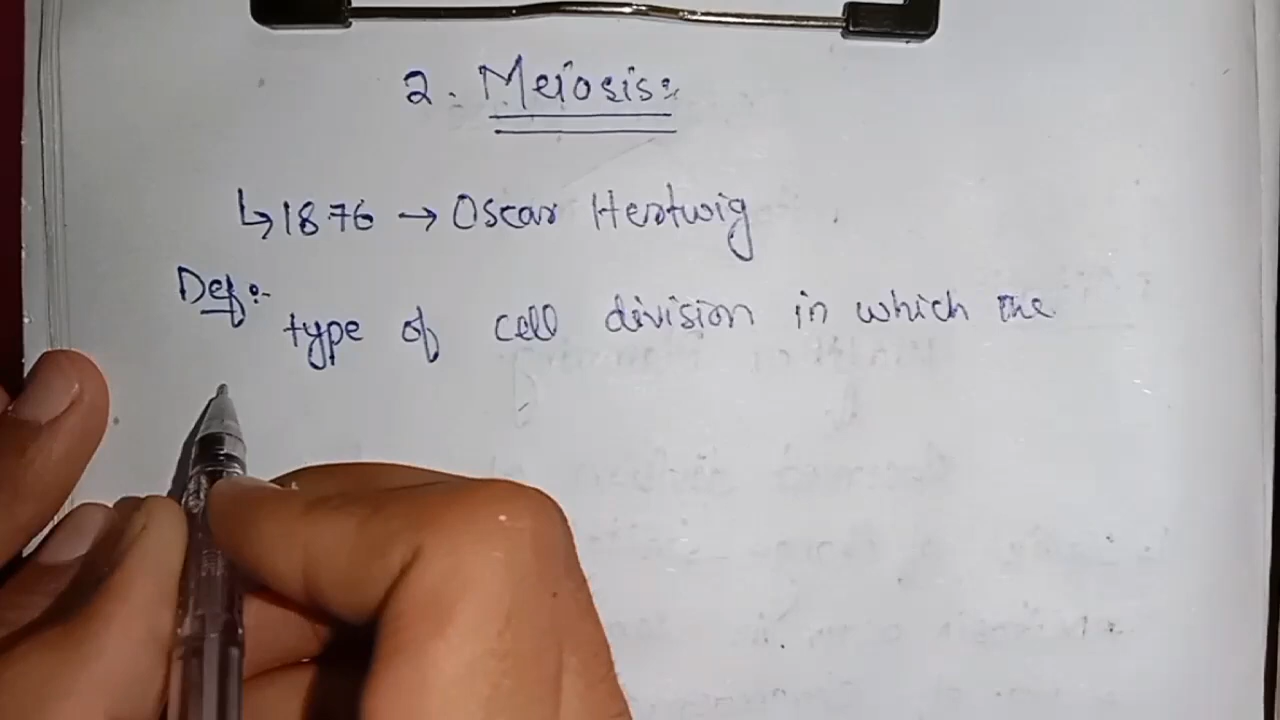 2. Meiosis:
↳ 1876 → Oscar Hertwig
Def:-
type of cell division in which the